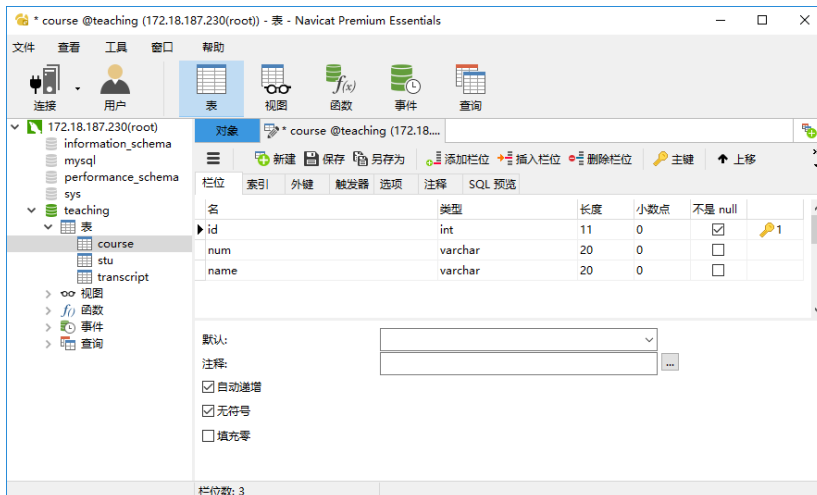 * course @teaching (172.18.187.230(root)) - 表 - Navicat Premium Essentials
文件 查看 工具 窗口 帮助
连接 用户 表 视图 函数 事件 查询
172.18.187.230(root)
information_schema
mysql
performance_schema
sys
teaching
表
course
stu
transcript
视图
函数
事件
查询
对象 * course @teaching (172.18....
新建 保存 另存为 添加栏位 插入栏位 删除栏位 主键 上移
栏位 索引 外键 触发器 选项 注释 SQL 预览
名 类型 长度 小数点 不是 null
id int 11 0 1
num varchar 20 0
name varchar 20 0
默认:
注释:
...
自动递增
无符号
填充零
栏位数: 3